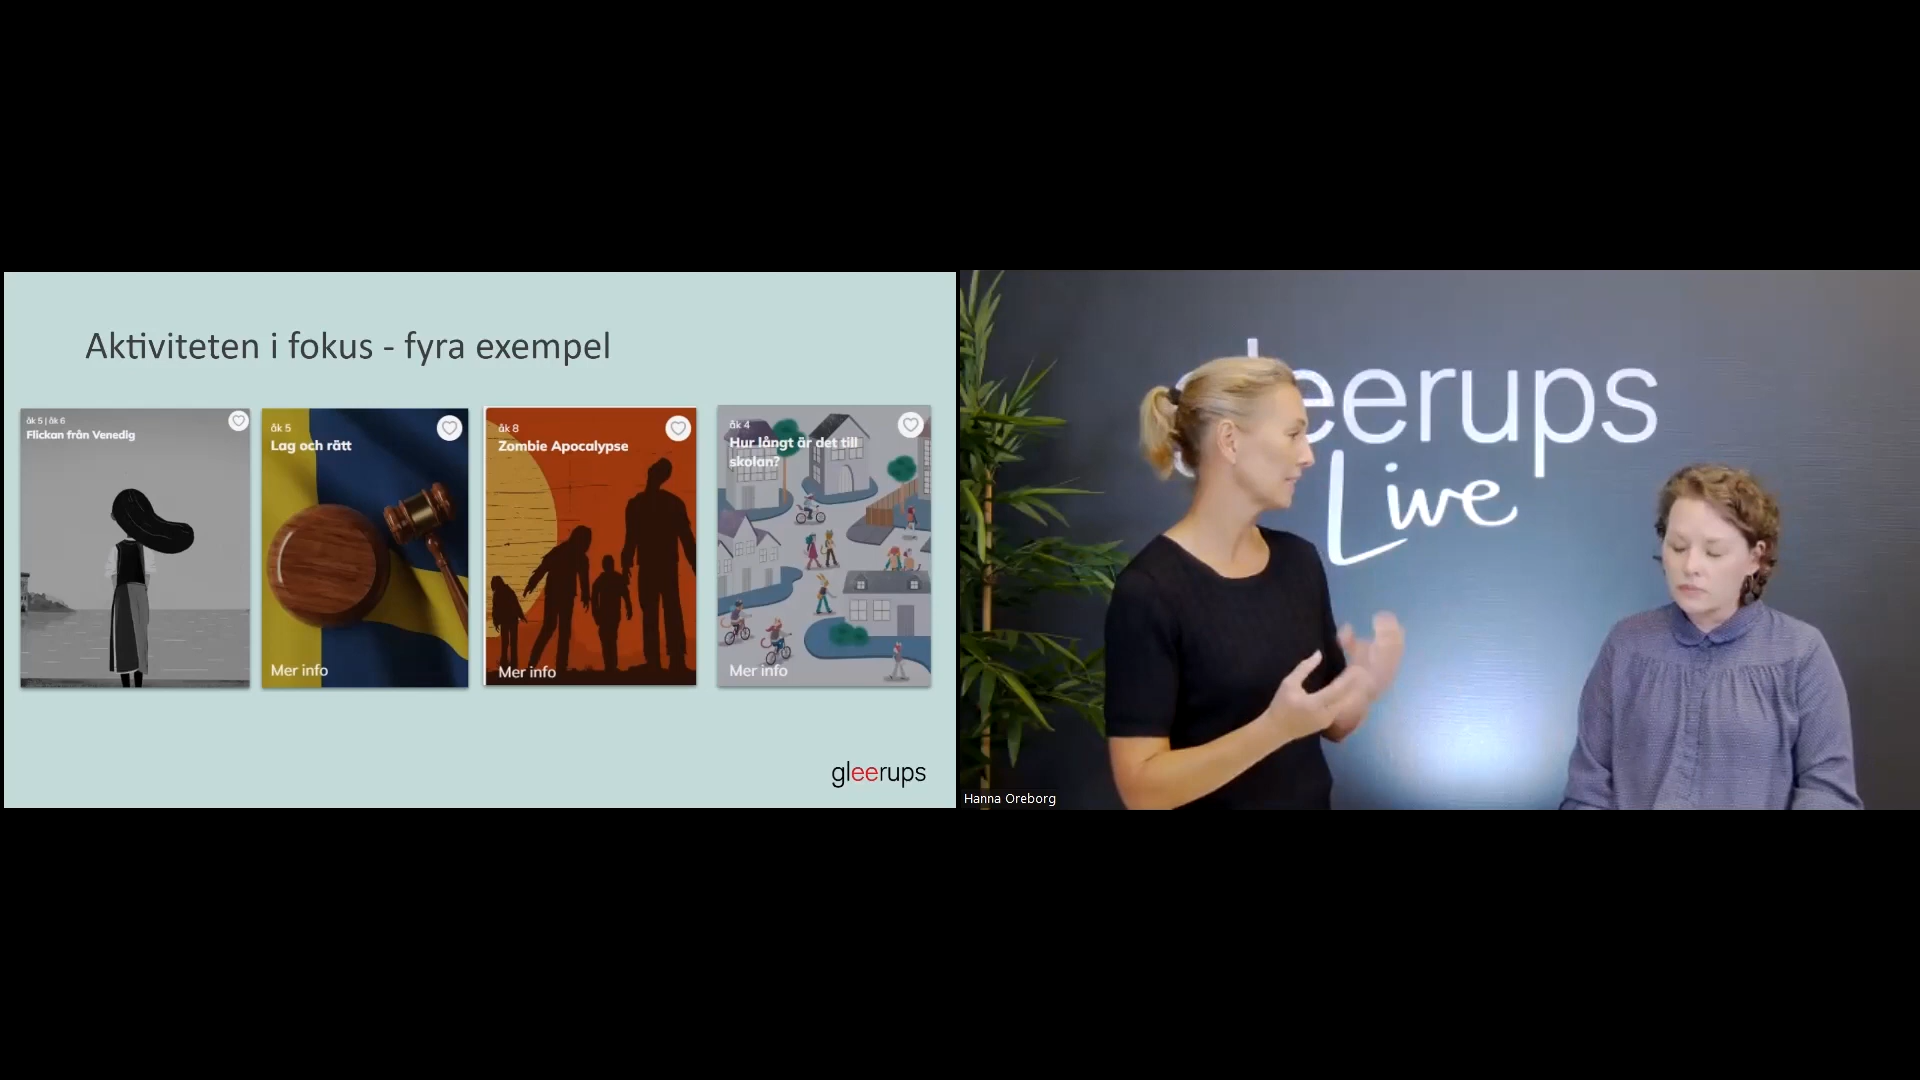 Aktiviteten i fokus - fyra exempel
åk 5 | åk 6
Flickan från Venedig
åk 5
Lag och rätt
Mer info
åk 8
Zombie Apocalypse
Mer info
åk 4
Hur långt är det till
skolan?
Mer info
gleerups
gleerups
Live
Hanna Oreborg